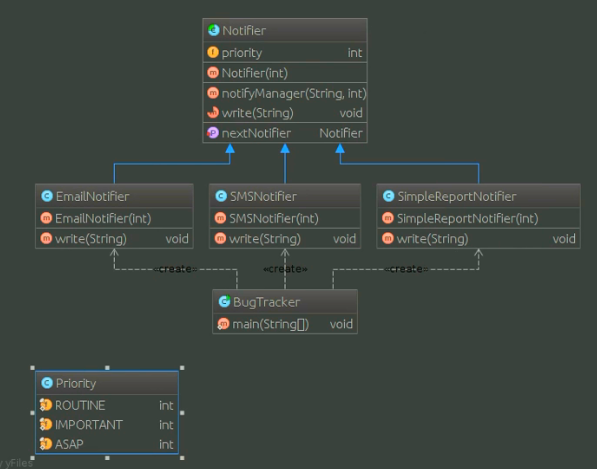 Notifier
priority int
Notifier(int)
notifyManager(String, int)
write(String) void
nextNotifier Notifier
EmailNotifier
EmailNotifier(int)
write(String) void
SMSNotifier
SMSNotifier(int)
write(String) void
SimpleReportNotifier
SimpleReportNotifier(int)
write(String) void
«create»
«create»
«create»
BugTracker
main(String[]) void
Priority
ROUTINE int
IMPORTANT int
ASAP int
yFiles